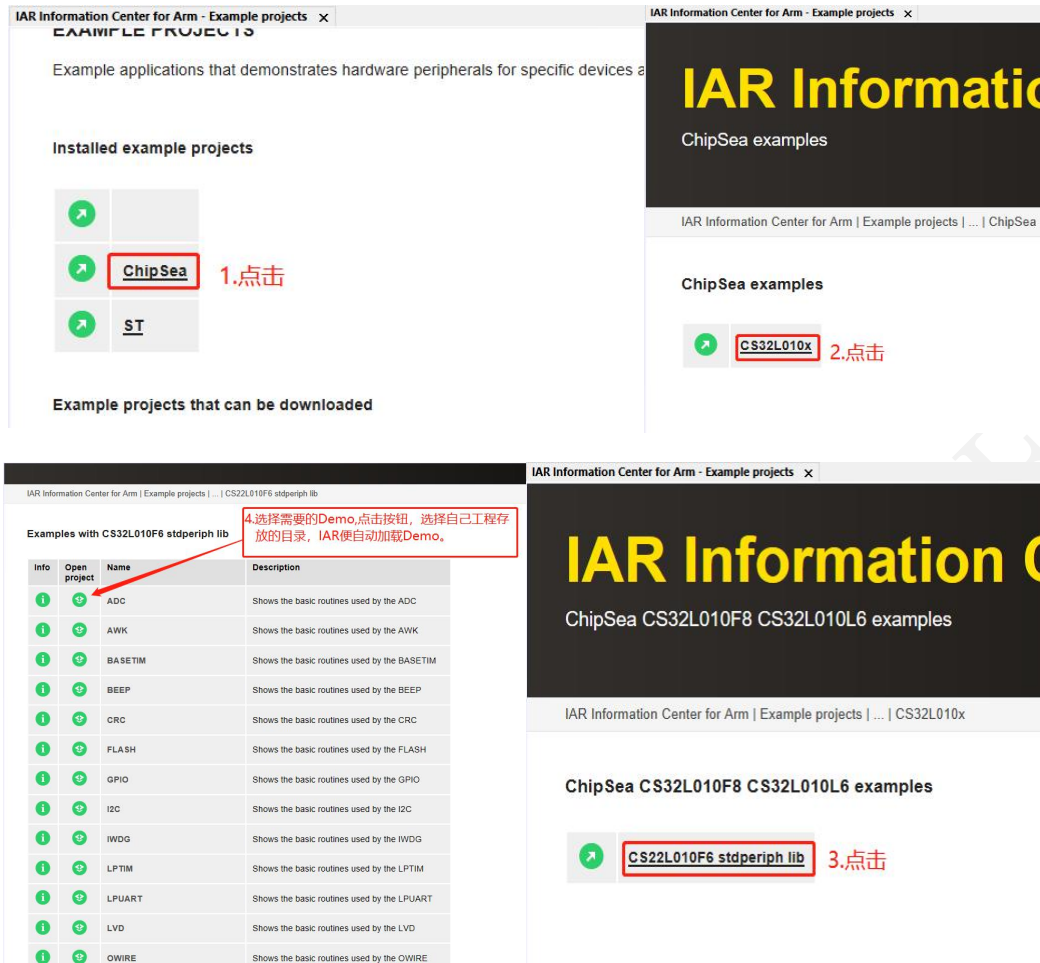 IAR Information Center for Arm - Example projects x
EXAMPLE PROJECTS
Example applications that demonstrates hardware peripherals for specific devices a
Installed example projects
ChipSea
1.点击
ST
Example projects that can be downloaded
IAR Information Center for Arm - Example projects x
IAR Informatio
ChipSea examples
IAR Information Center for Arm | Example projects | ... | ChipSea
ChipSea examples
CS32L010x
2.点击
IAR Information Center for Arm | Example projects | ... | CS22L010F6 stdperiph lib
Examples with CS32L010F6 stdperiph lib
4.选择需要的Demo,点击按钮，选择自己工程存
放的目录，IAR便自动加载Demo。
Info Open project Name Description
ADC Shows the basic routines used by the ADC
AWK Shows the basic routines used by the AWK
BASETIM Shows the basic routines used by the BASETIM
BEEP Shows the basic routines used by the BEEP
CRC Shows the basic routines used by the CRC
FLASH Shows the basic routines used by the FLASH
GPIO Shows the basic routines used by the GPIO
I2C Shows the basic routines used by the I2C
IWDG Shows the basic routines used by the IWDG
LPTIM Shows the basic routines used by the LPTIM
LPUART Shows the basic routines used by the LPUART
LVD Shows the basic routines used by the LVD
OWIRE Shows the basic routines used by the OWIRE
IAR Information Center for Arm - Example projects x
IAR Information C
ChipSea CS32L010F8 CS32L010L6 examples
IAR Information Center for Arm | Example projects | ... | CS32L010x
ChipSea CS32L010F8 CS32L010L6 examples
CS22L010F6 stdperiph lib
3.点击